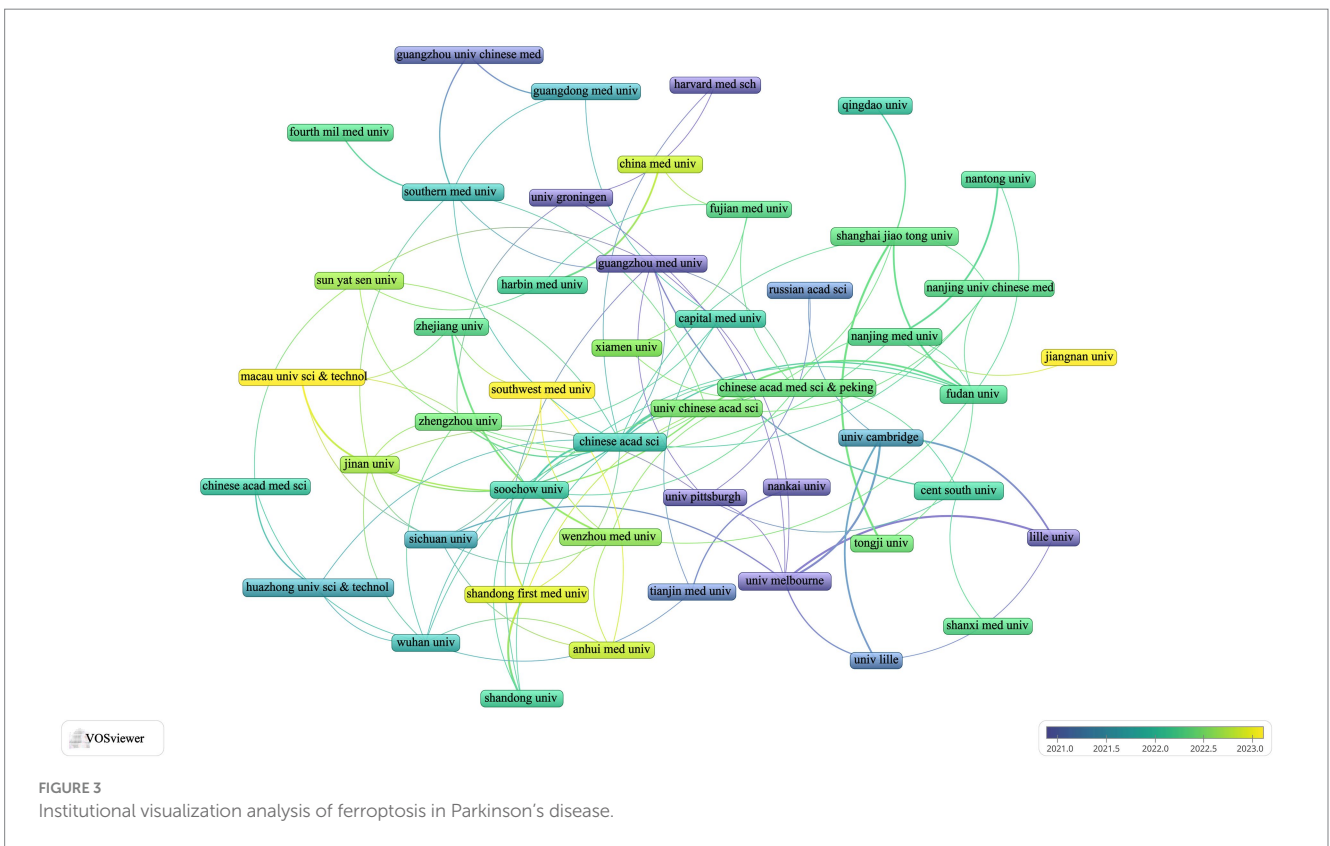 guangzhou univ chinese med
harvard med sch
guangdong med univ
qingdao univ
fourth mil med univ
china med univ
nantong univ
southern med univ
univ groningen
fujian med univ
shanghai jiao tong univ
guangzhou med univ
sun yat sen univ
harbin med univ
russian acad sci
nanjing univ chinese med
capital med univ
zhejiang univ
nanjing med univ
xiamen univ
jiangnan univ
macau univ sci & technol
southwest med univ
chinese acad med sci & peking
fudan univ
univ chinese acad sci
zhengzhou univ
chinese acad sci
univ cambridge
jinan univ
chinese acad med sci
soochow univ
nankai univ
univ pittsburgh
cent south univ
sichuan univ
wenzhou med univ
lille univ
tongji univ
huazhong univ sci & technol
shandong first med univ
tianjin med univ
univ melbourne
shanxi med univ
wuhan univ
anhui med univ
univ lille
shandong univ
VOSviewer
2021.0 2021.5 2022.0 2022.5 2023.0
FIGURE 3
Institutional visualization analysis of ferroptosis in Parkinson's disease.